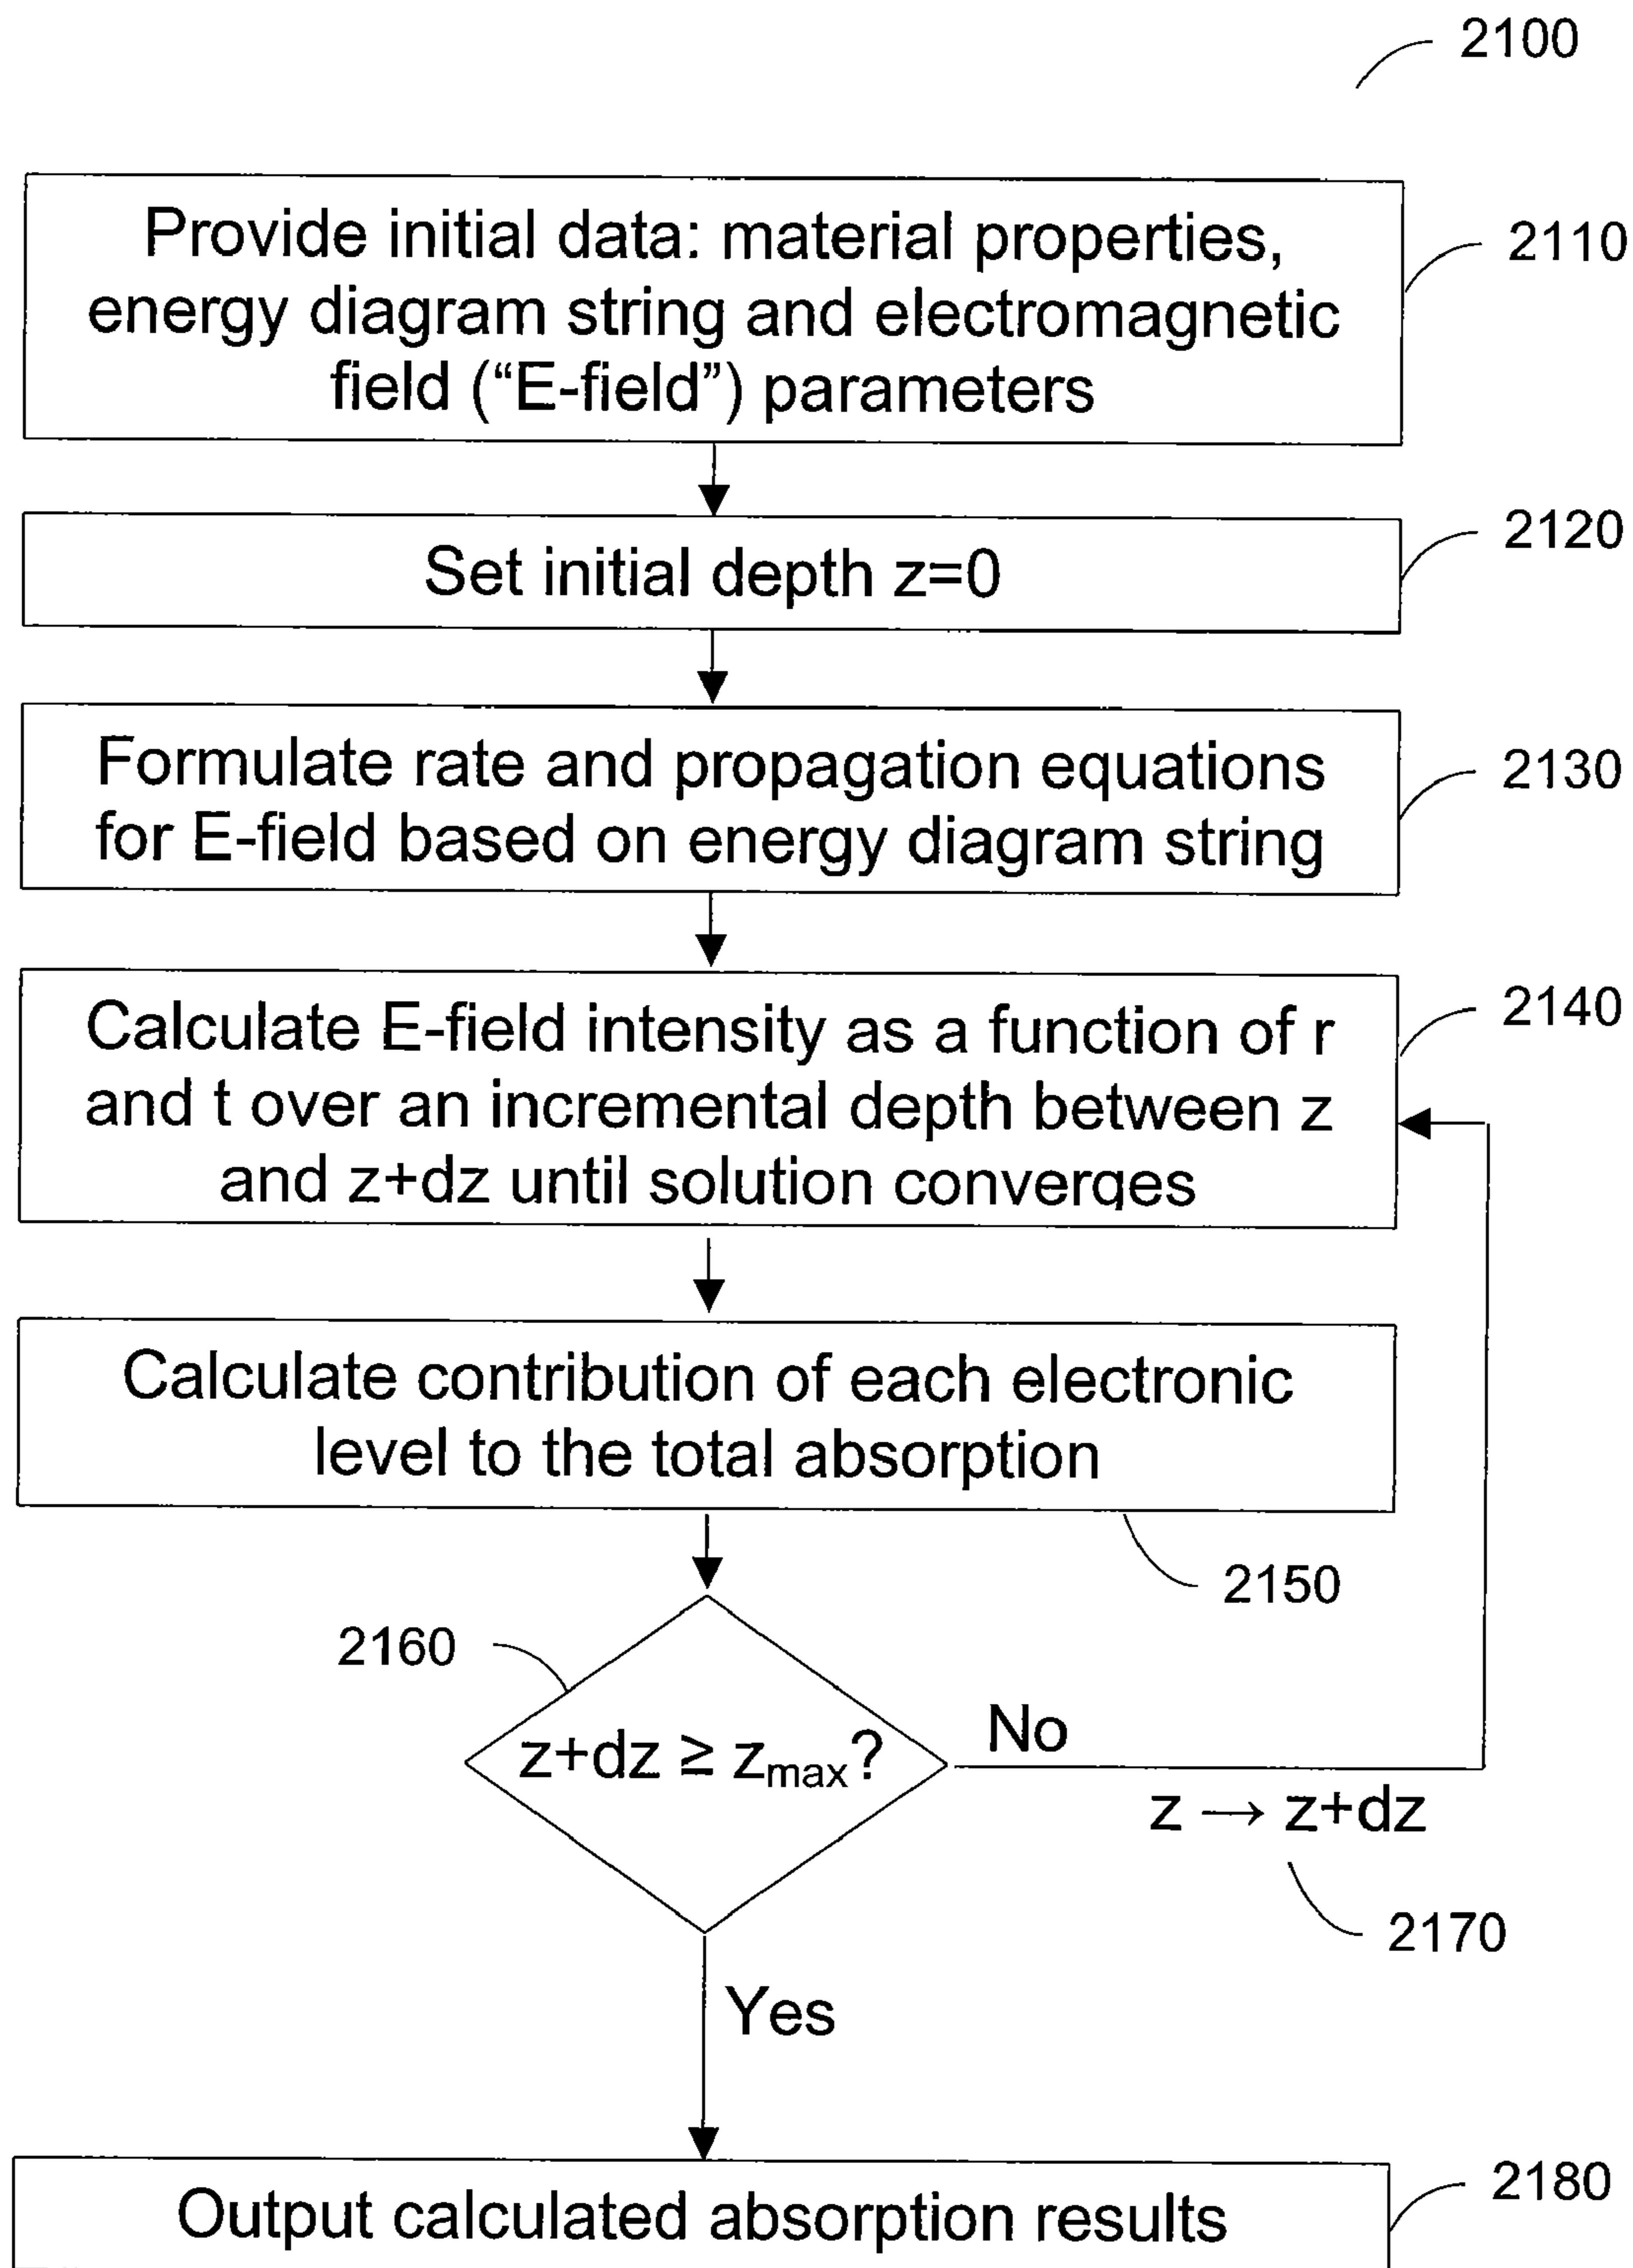 2100
Provide initial data: material properties,
energy diagram string and electromagnetic
field (“E-field”) parameters
2110
Set initial depth z=0
2120
Formulate rate and propagation equations
for E-field based on energy diagram string
2130
Calculate E-field intensity as a function of r
and t over an incremental depth between z
and z+dz until solution converges
2140
Calculate contribution of each electronic
level to the total absorption
2150
2160
z+dz ≥ zmax?
No
z → z+dz
2170
Yes
Output calculated absorption results
2180